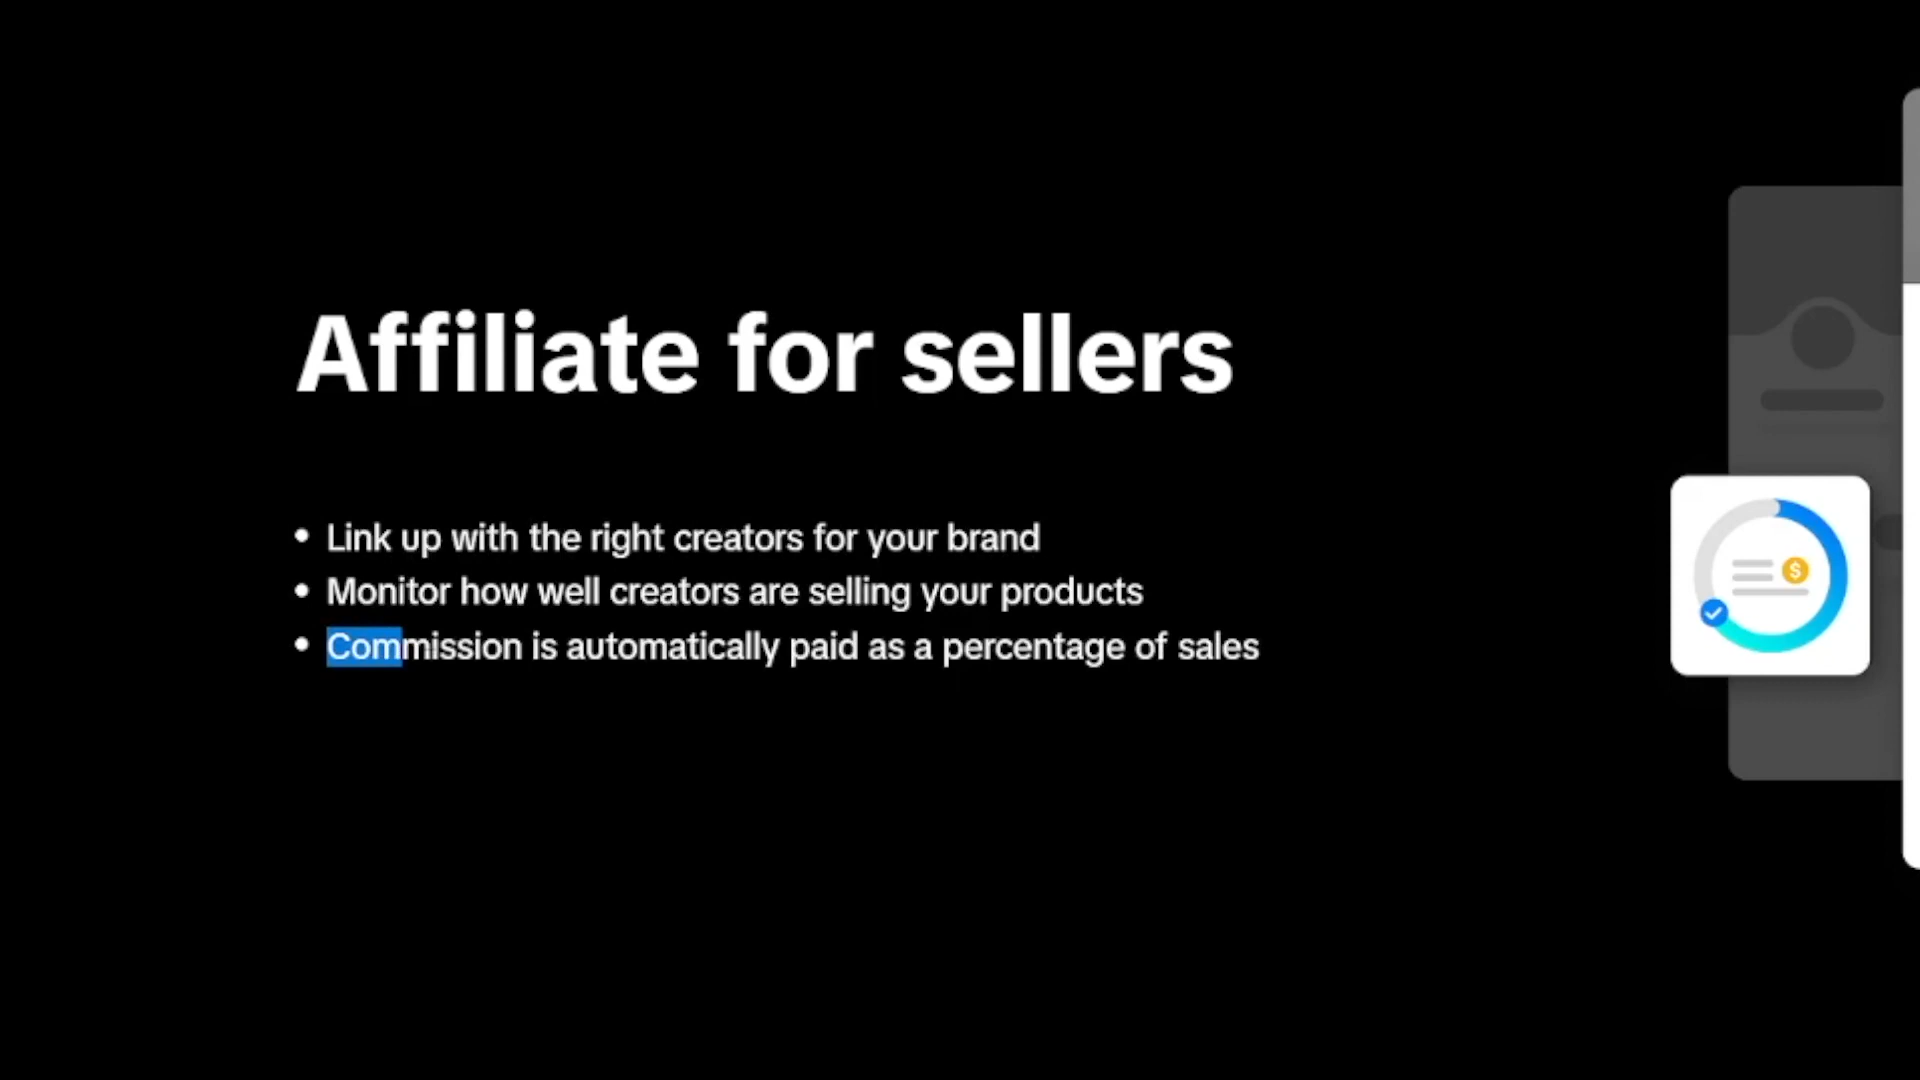 Affiliate for sellers
• Link up with the right creators for your brand
• Monitor how well creators are selling your products
• Commission is automatically paid as a percentage of sales
$